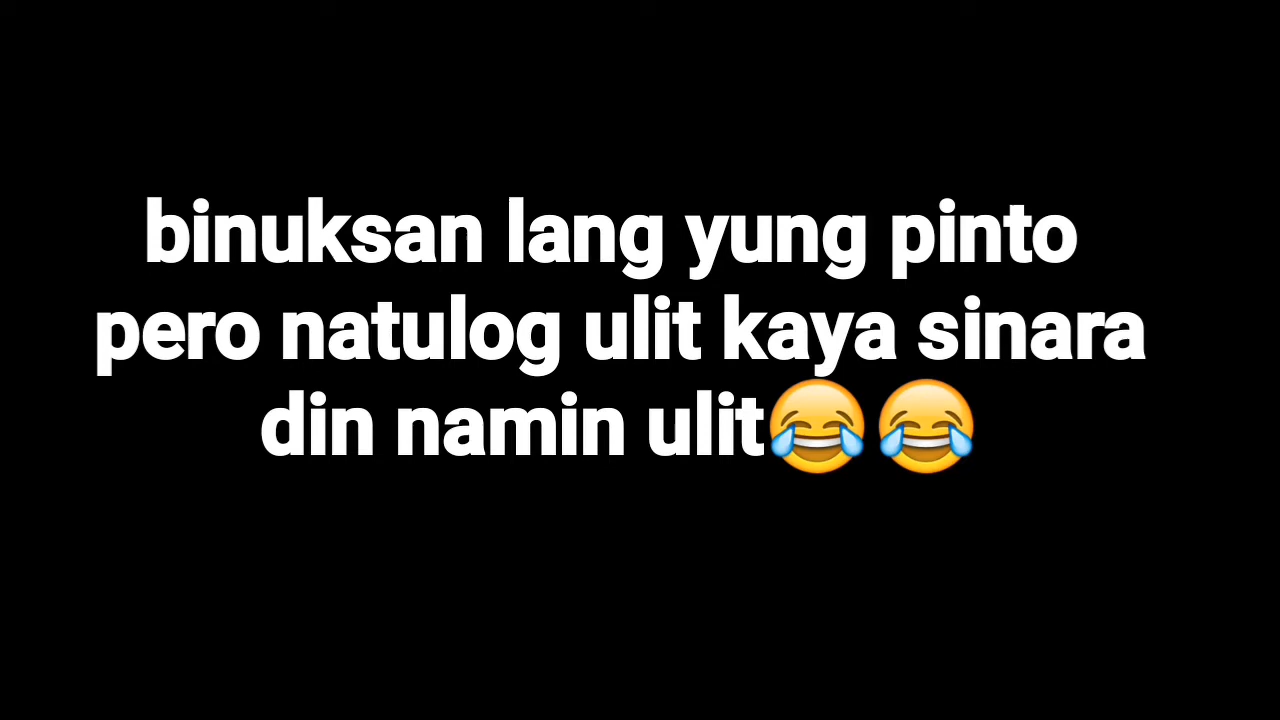 binuksan lang yung pinto
pero natulog ulit kaya sinara
din namin ulit😂😂